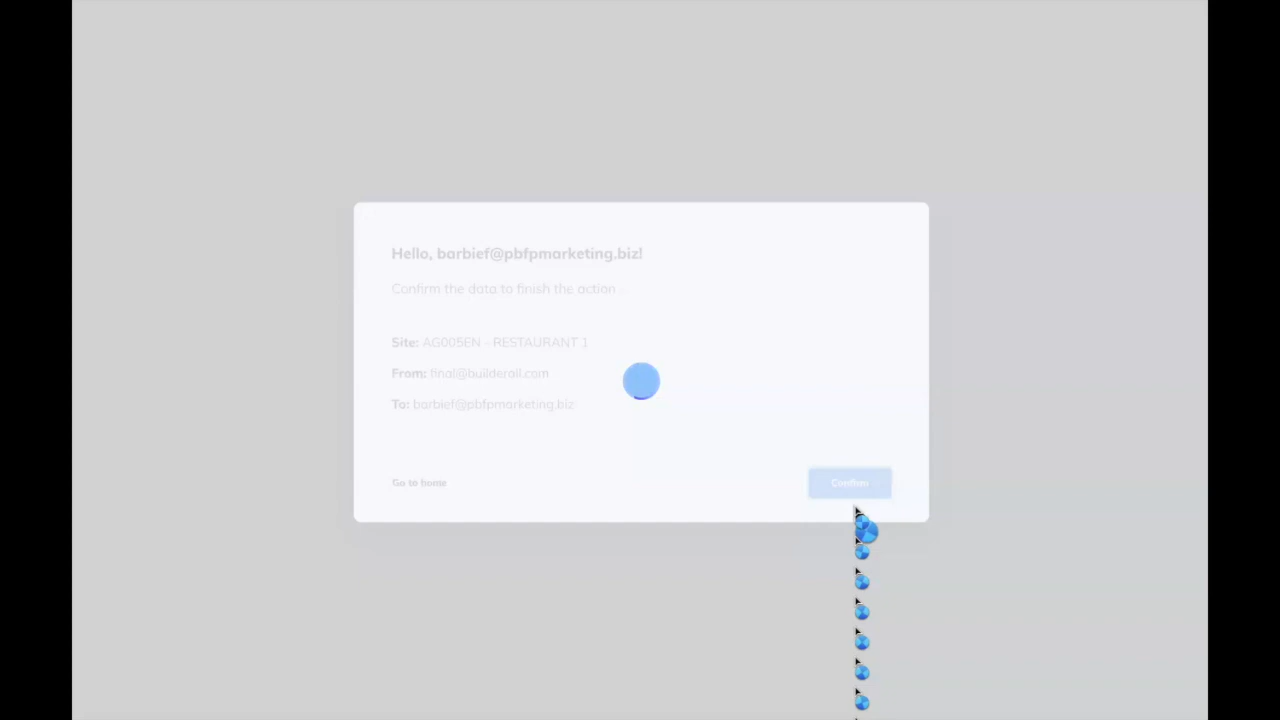 Hello, barbief@pbfpmarketing.biz!
Confirm the data to finish the action
Site: AG005EN - RESTAURANT 1
From: final@builderall.com
To: barbief@pbfpmarketing.biz
Go to home
Confirm